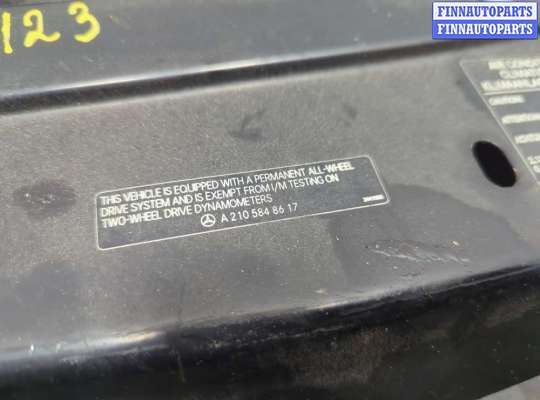 FINNAUTOPARTS
FINNAUTOPARTS
123
THIS VEHICLE IS EQUIPPED WITH A PERMANENT ALL-WHEEL
DRIVE SYSTEM AND IS EXEMPT FROM I/M TESTING ON
TWO-WHEEL DRIVE DYNAMOMETERS
A 210 584 86 17
AIR